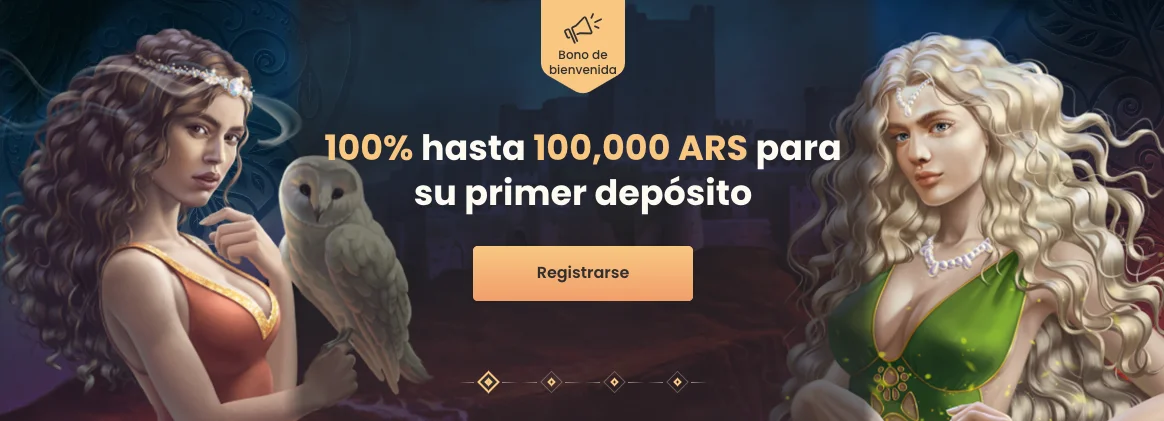 Bono de
bienvenida
100% hasta 100,000 ARS para
su primer depósito
Registrarse